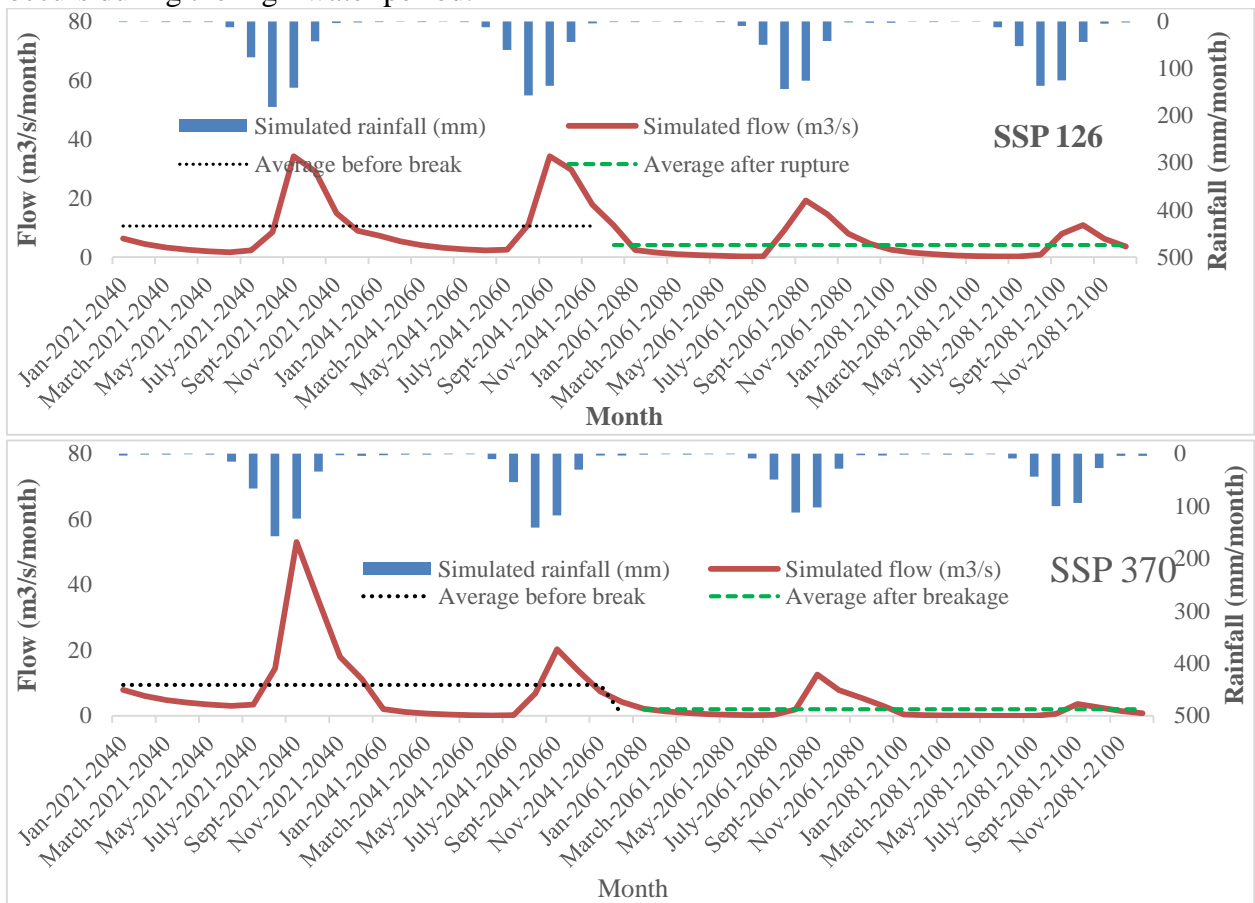 80
60
40
20
0
Flow (m3/s/month)
0
100
200
300
400
500
Rainfall (mm/month)
Simulated rainfall (mm)
Simulated flow (m3/s)
SSP 126
Average before break
Average after rupture
Jan-2021-2040
March-2021-2040
May-2021-2040
July-2021-2040
Sept-2021-2040
Nov-2021-2040
Jan-2041-2060
March-2041-2060
May-2041-2060
July-2041-2060
Sept-2041-2060
Nov-2041-2060
Jan-2061-2080
March-2061-2080
May-2061-2080
July-2061-2080
Sept-2061-2080
Nov-2061-2080
Jan-2081-2100
March-2081-2100
May-2081-2100
July-2081-2100
Sept-2081-2100
Nov-2081-2100
Month
80
60
40
20
0
Flow (m3/s/month)
0
100
200
300
400
500
Rainfall (mm/month)
Simulated rainfall (mm)
Simulated flow (m3/s)
SSP 370
Average before break
Average after breakage
Jan-2021-2040
March-2021-2040
May-2021-2040
July-2021-2040
Sept-2021-2040
Nov-2021-2040
Jan-2041-2060
March-2041-2060
May-2041-2060
July-2041-2060
Sept-2041-2060
Nov-2041-2060
Jan-2061-2080
March-2061-2080
May-2061-2080
July-2061-2080
Sept-2061-2080
Nov-2061-2080
Jan-2081-2100
March-2081-2100
May-2081-2100
July-2081-2100
Sept-2081-2100
Nov-2081-2100
Month